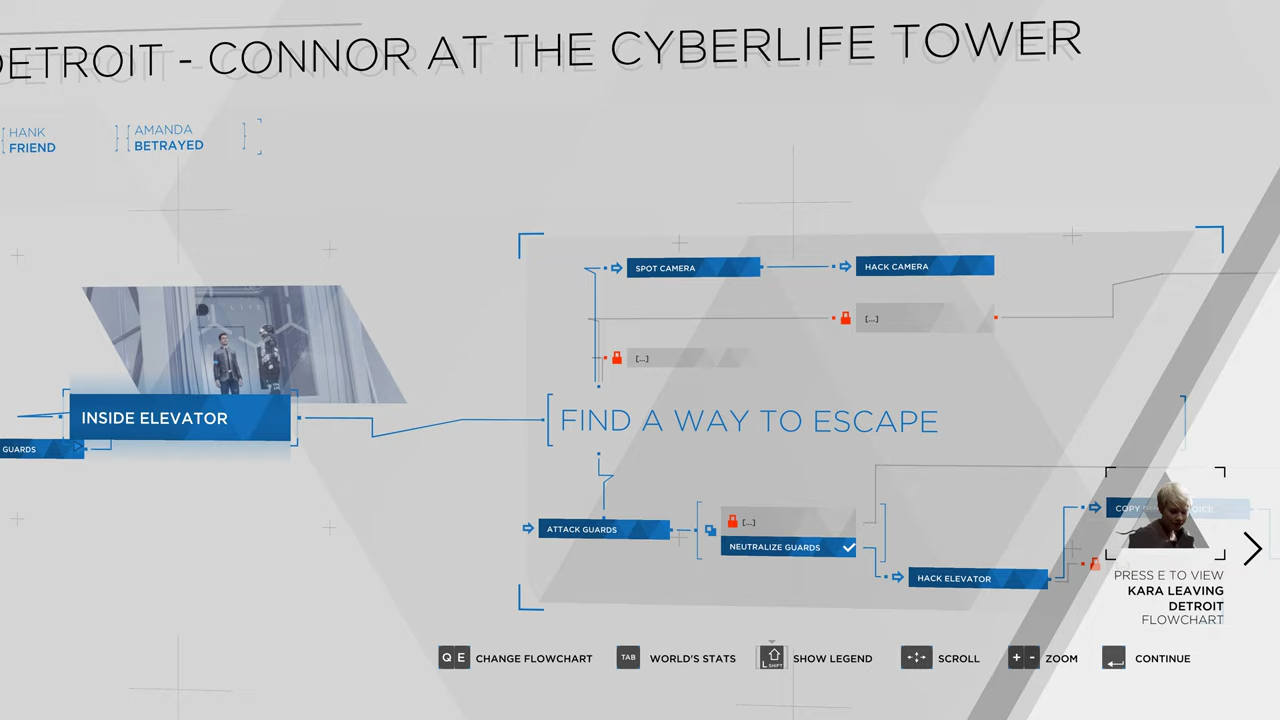 DETROIT - CONNOR AT THE CYBERLIFE TOWER
HANK
FRIEND
AMANDA
BETRAYED
SPOT CAMERA
HACK CAMERA
[...]
[...]
INSIDE ELEVATOR
GUARDS
FIND A WAY TO ESCAPE
ATTACK GUARDS
[...]
NEUTRALIZE GUARDS
HACK ELEVATOR
COPY
PRESS E TO VIEW
KARA LEAVING
DETROIT
FLOWCHART
Q E CHANGE FLOWCHART
TAB WORLD'S STATS
L SHIFT SHOW LEGEND
SCROLL
+ - ZOOM
CONTINUE